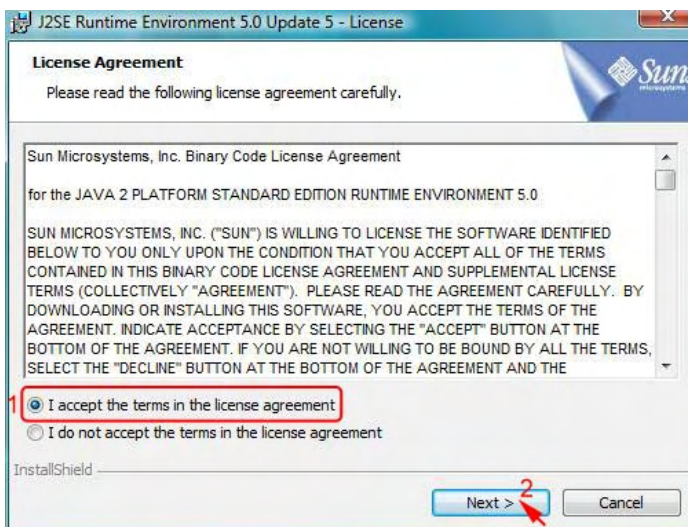 J2SE Runtime Environment 5.0 Update 5 - License
License Agreement
Please read the following license agreement carefully.
Sun
microsystems
Sun Microsystems, Inc. Binary Code License Agreement
for the JAVA 2 PLATFORM STANDARD EDITION RUNTIME ENVIRONMENT 5.0
SUN MICROSYSTEMS, INC. ("SUN") IS WILLING TO LICENSE THE SOFTWARE IDENTIFIED
BELOW TO YOU ONLY UPON THE CONDITION THAT YOU ACCEPT ALL OF THE TERMS
CONTAINED IN THIS BINARY CODE LICENSE AGREEMENT AND SUPPLEMENTAL LICENSE
TERMS (COLLECTIVELY "AGREEMENT"). PLEASE READ THE AGREEMENT CAREFULLY. BY
DOWNLOADING OR INSTALLING THIS SOFTWARE, YOU ACCEPT THE TERMS OF THE
AGREEMENT. INDICATE ACCEPTANCE BY SELECTING THE "ACCEPT" BUTTON AT THE
BOTTOM OF THE AGREEMENT. IF YOU ARE NOT WILLING TO BE BOUND BY ALL THE TERMS,
SELECT THE "DECLINE" BUTTON AT THE BOTTOM OF THE AGREEMENT AND THE
1 I accept the terms in the license agreement
I do not accept the terms in the license agreement
InstallShield
2
Next > Cancel